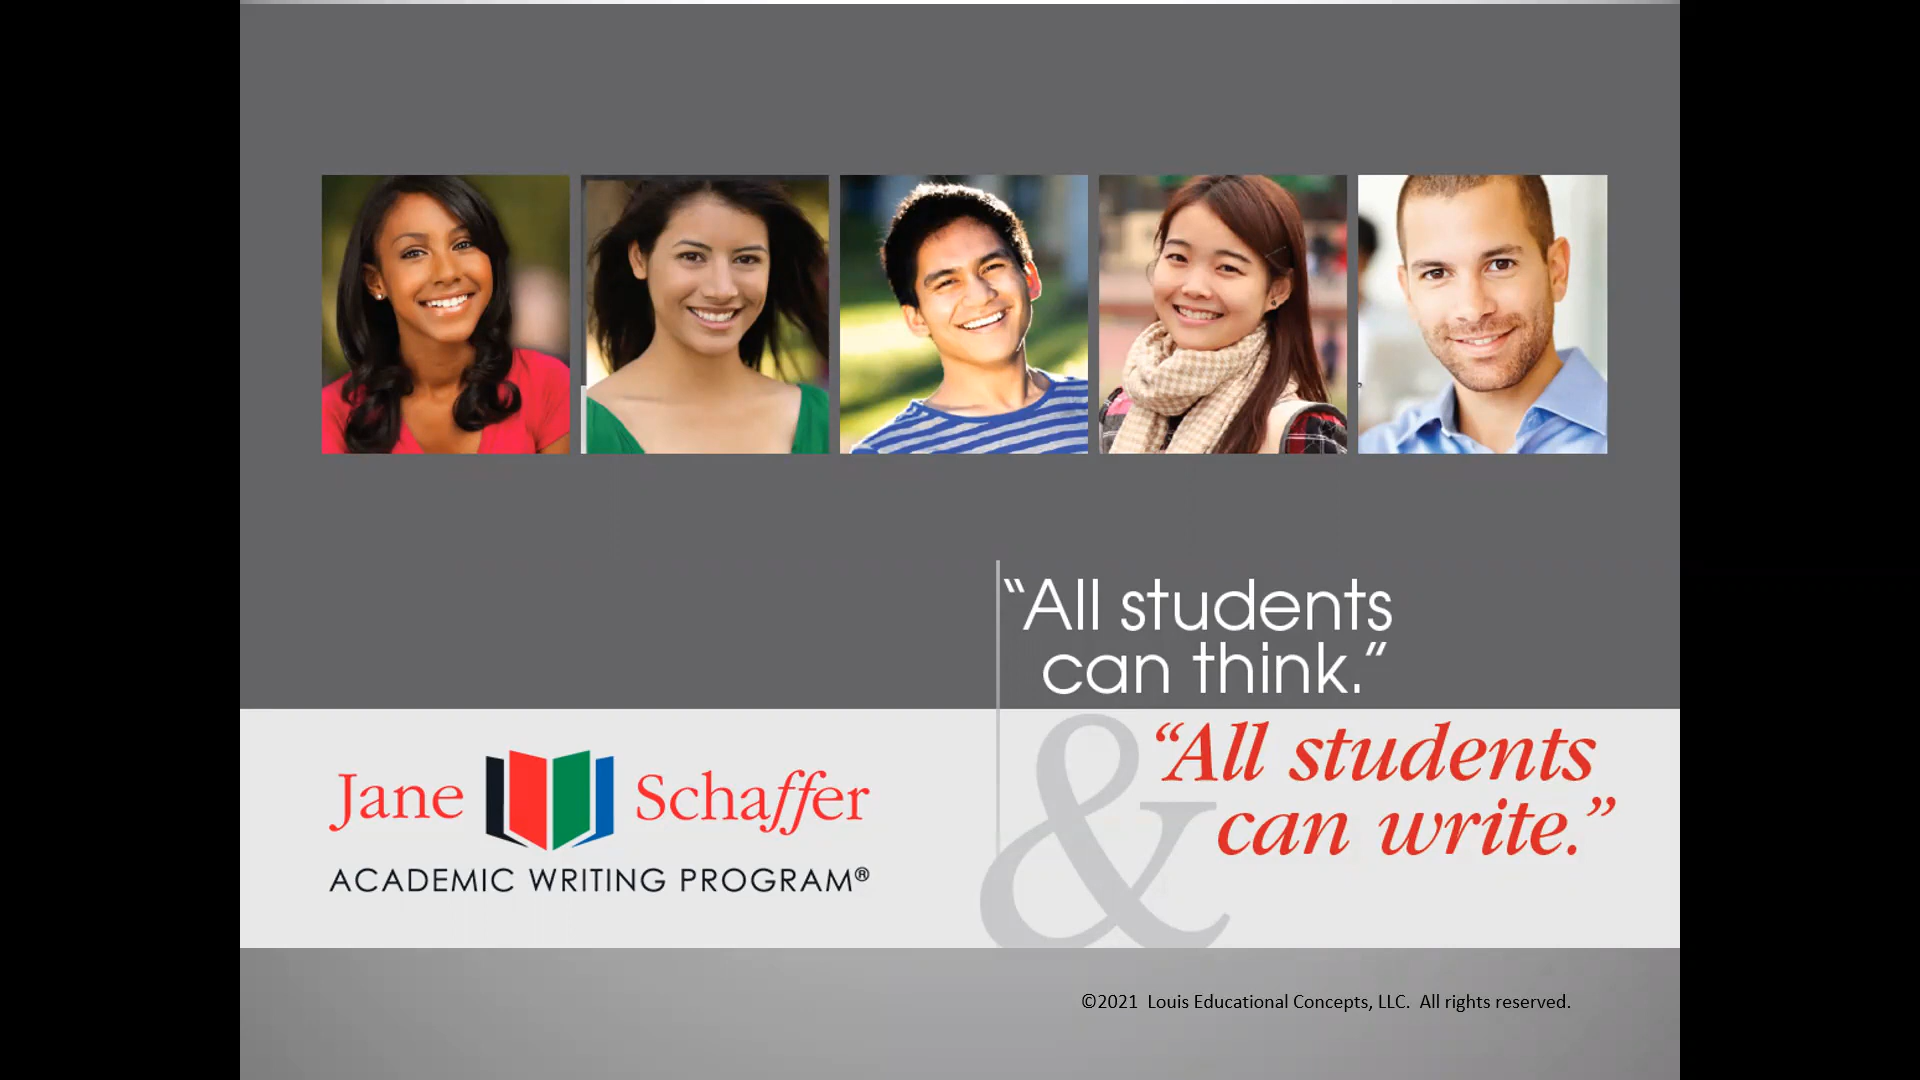 “All students
can think.”
&
“All students
can write.”
Jane Schaffer
ACADEMIC WRITING PROGRAM®
©2021 Louis Educational Concepts, LLC. All rights reserved.